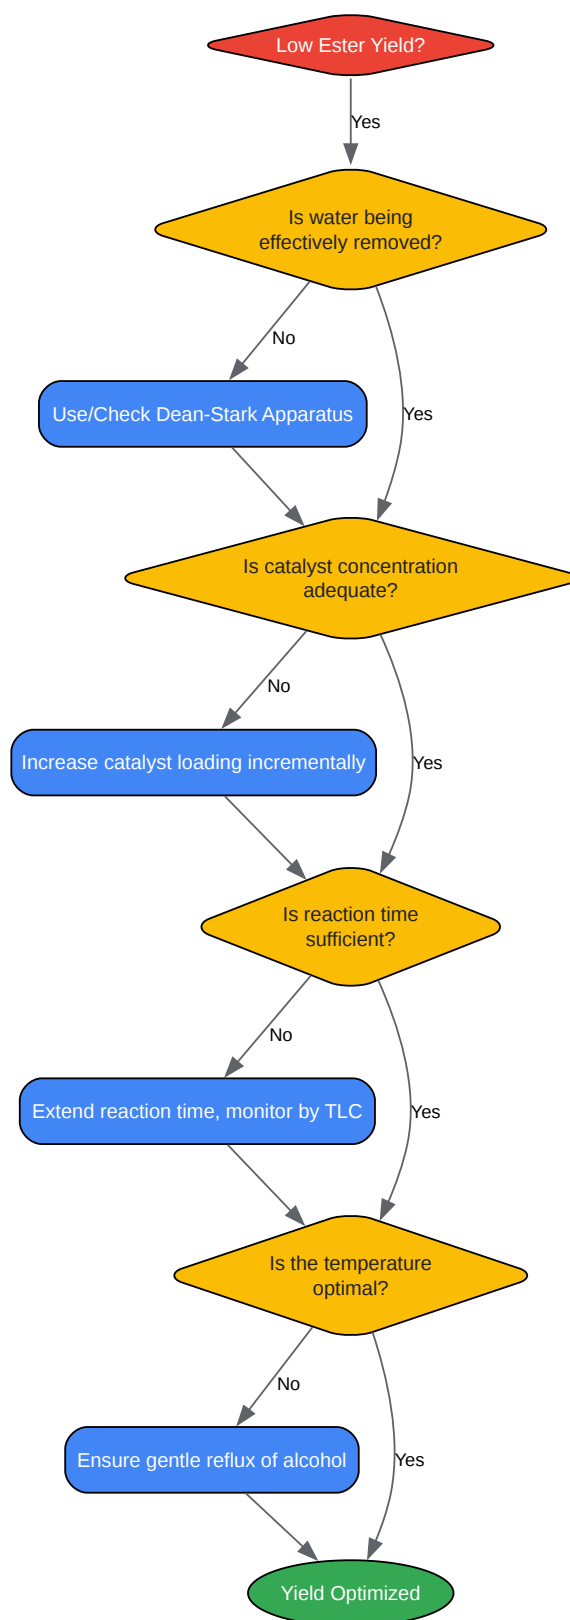 Low Ester Yield?
Yes
Is water being
effectively removed?
No
Use/Check Dean-Stark Apparatus
Yes
Is catalyst concentration
adequate?
No
Increase catalyst loading incrementally
Yes
Is reaction time
sufficient?
No
Extend reaction time, monitor by TLC
Yes
Is the temperature
optimal?
No
Ensure gentle reflux of alcohol
Yes
Yield Optimized